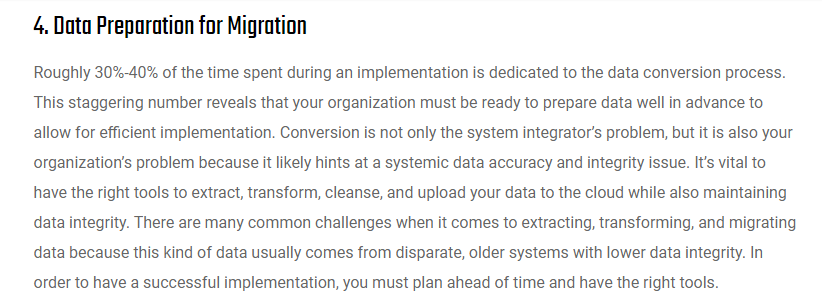 4. Data Preparation for Migration
Roughly 30%-40% of the time spent during an implementation is dedicated to the data conversion process.
This staggering number reveals that your organization must be ready to prepare data well in advance to
allow for efficient implementation. Conversion is not only the system integrator's problem, but it is also your
organization's problem because it likely hints at a systemic data accuracy and integrity issue. It's vital to
have the right tools to extract, transform, cleanse, and upload your data to the cloud while also maintaining
data integrity. There are many common challenges when it comes to extracting, transforming, and migrating
data because this kind of data usually comes from disparate, older systems with lower data integrity. In
order to have a successful implementation, you must plan ahead of time and have the right tools.